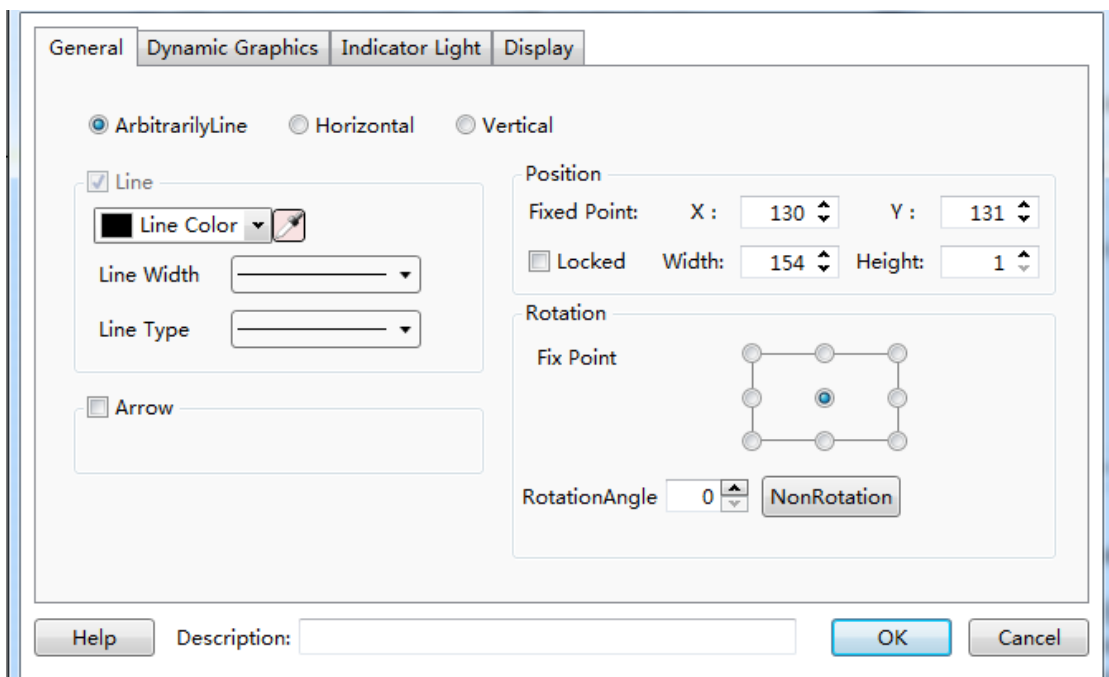 General Dynamic Graphics Indicator Light Display
ArbitrarilyLine Horizontal Vertical
Line
Line Color
Line Width
Line Type
Arrow
Position
Fixed Point: X : 130 Y : 131
Locked Width: 154 Height: 1
Rotation
Fix Point
RotationAngle 0 NonRotation
Help Description: OK Cancel